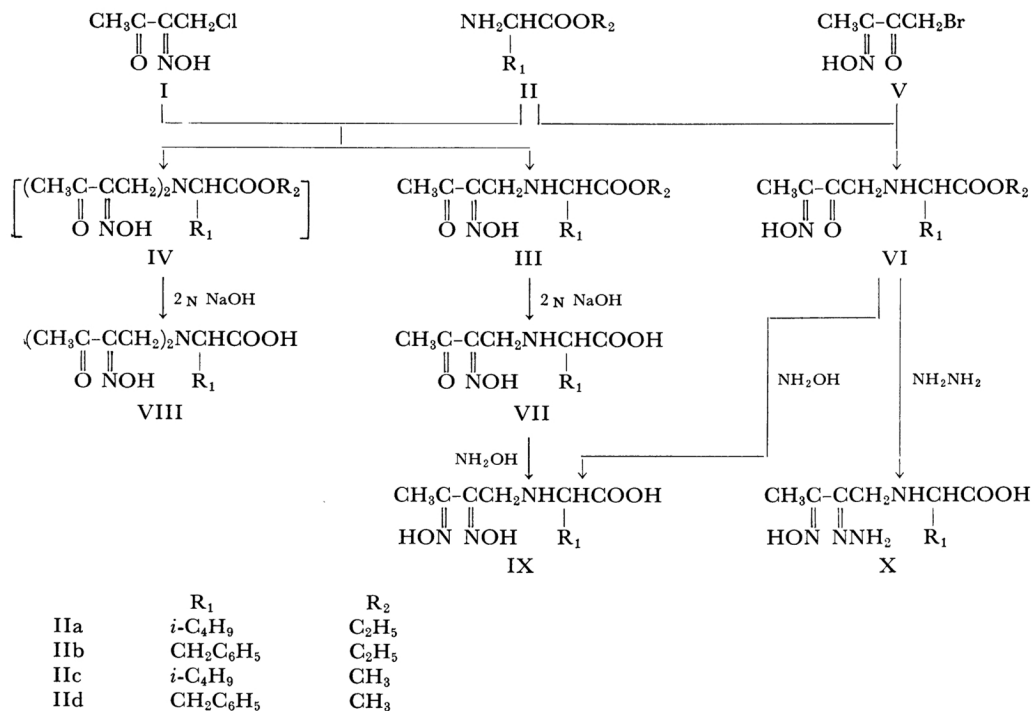 CH₃C-CCH₂Cl NH₂CHCOOR₂ CH₃C-CCH₂Br
O NOH R₁ HON O
I II V
(CH₃C-CCH₂)₂NCHCOOR₂ CH₃C-CCH₂NHCHCOOR₂ CH₃C-CCH₂NHCHCOOR₂
O NOH R₁ O NOH R₁ HON O R₁
IV III VI
2N NaOH 2N NaOH
(CH₃C-CCH₂)₂NCHCOOH CH₃C-CCH₂NHCHCOOH
O NOH R₁ O NOH R₁ NH₂OH NH₂NH₂
VIII VII
NH₂OH
CH₃C-CCH₂NHCHCOOH CH₃C-CCH₂NHCHCOOH
HON NOH R₁ HON NNH₂ R₁
IX X
R₁ R₂
IIa i-C₄H₉ C₂H₅
IIb CH₂C₆H₅ C₂H₅
IIc i-C₄H₉ CH₃
IId CH₂C₆H₅ CH₃